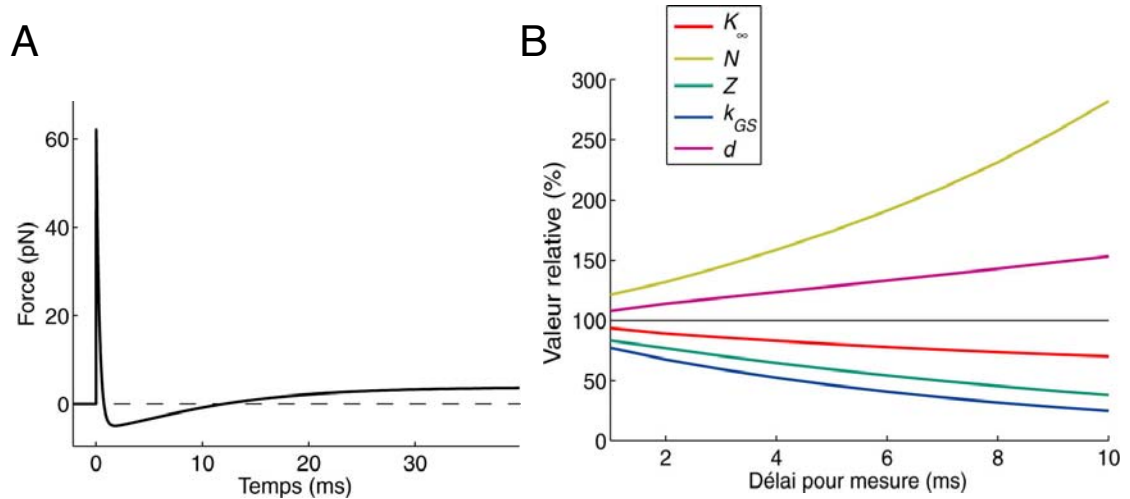 A
Force (pN)
60
40
20
0
0
10
20
30
Temps (ms)
B
K∞
N
Z
kGS
d
Valeur relative (%)
300
250
200
150
100
50
0
2
4
6
8
10
Délai pour mesure (ms)